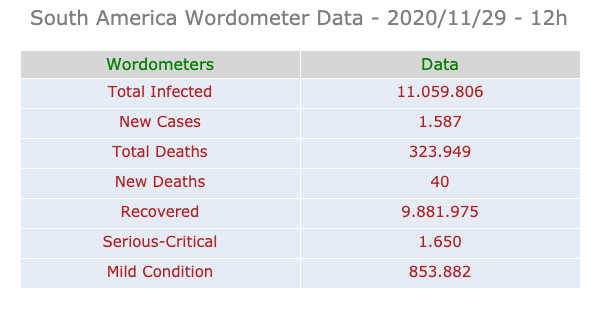 South America Wordometer Data - 2020/11/29 - 12h
Wordometers Data
Total Infected 11.059.806
New Cases 1.587
Total Deaths 323.949
New Deaths 40
Recovered 9.881.975
Serious-Critical 1.650
Mild Condition 853.882